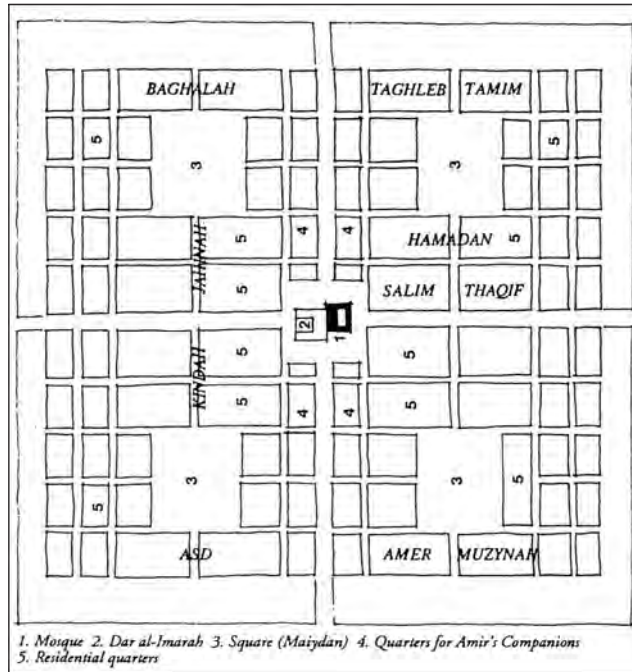 BAGHALAH
TAGHLEB
TAMIM
5
5
3
3
4
4
JAHINAH
5
HAMADAN
5
5
SALIM
THAQIF
2
1
KINDAH
5
5
5
5
4
4
3
3
5
5
ASD
AMER
MUZYNAH
1. Mosque 2. Dar al-Imarah 3. Square (Maiydan) 4. Quarters for Amir's Companions
5. Residential quarters